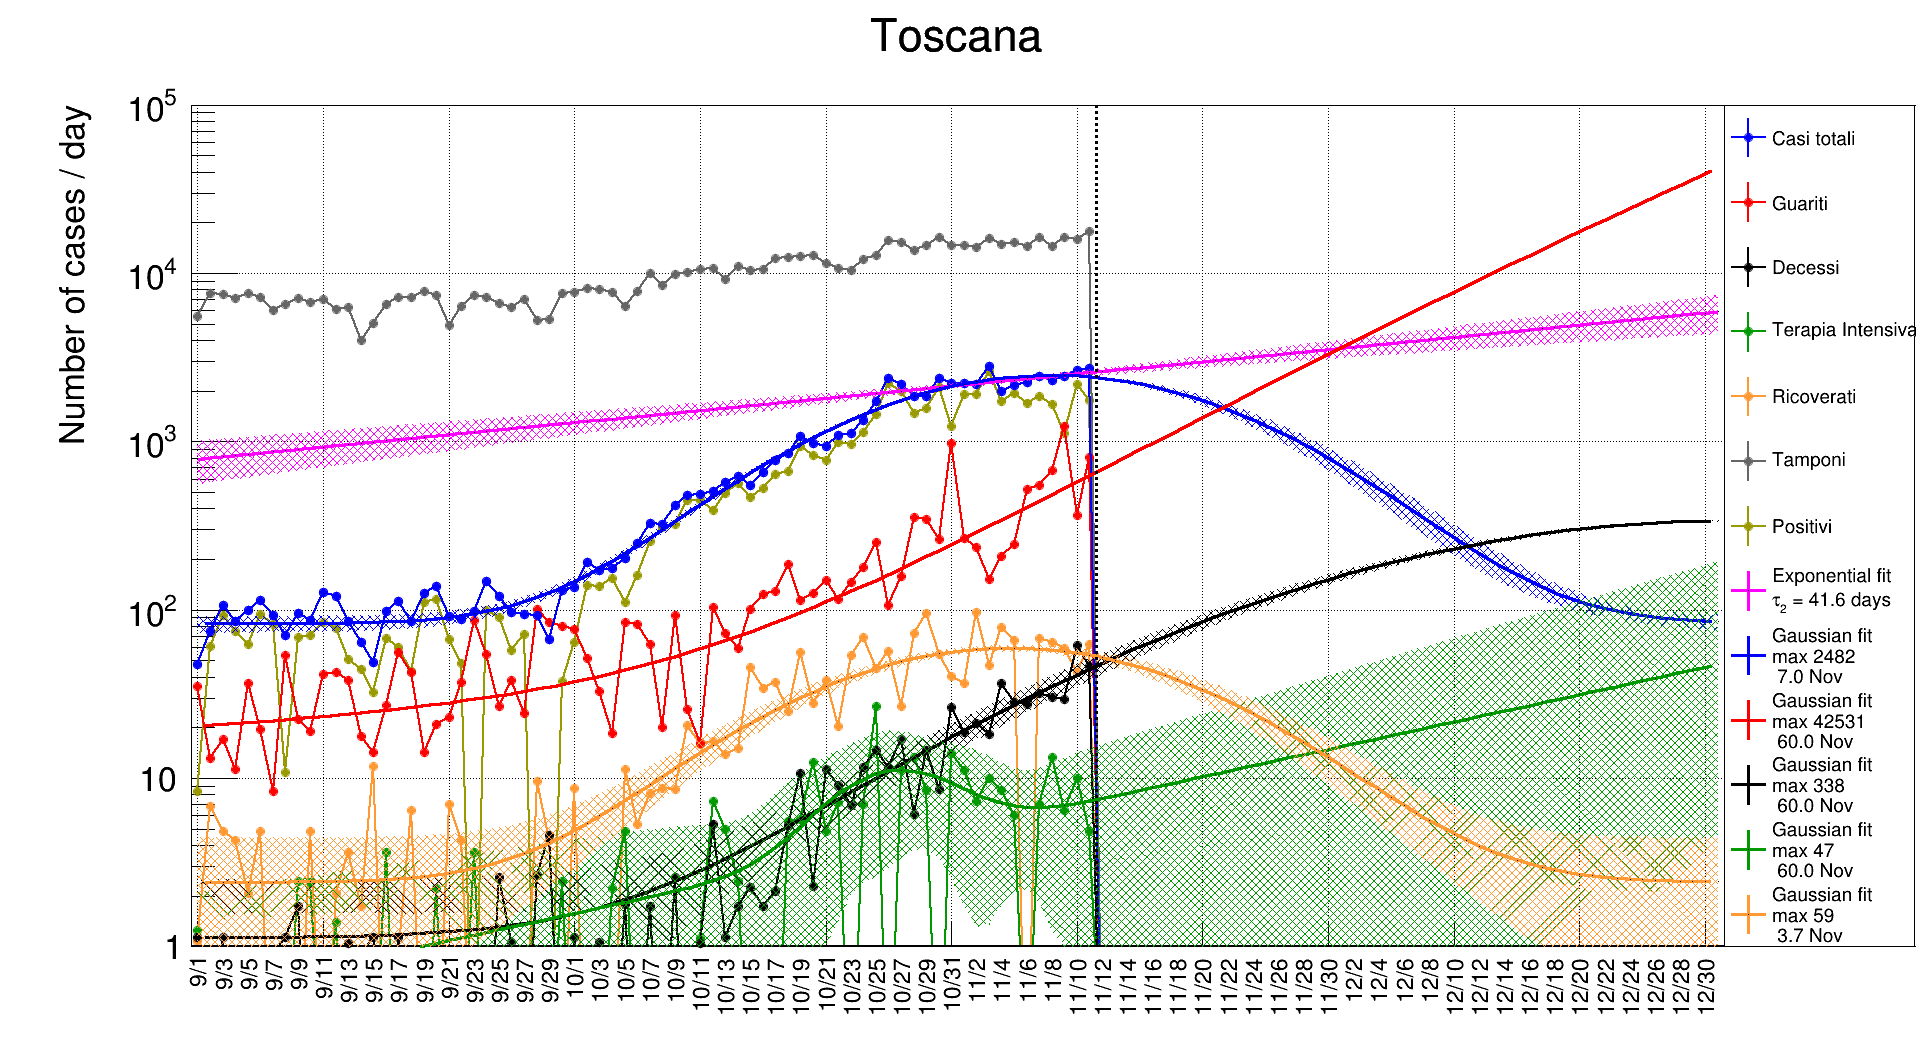 Toscana
Number of cases / day
10^5
10^4
10^3
10^2
10
1
9/1
9/3
9/5
9/7
9/9
9/11
9/13
9/15
9/17
9/19
9/21
9/23
9/25
9/27
9/29
10/1
10/3
10/5
10/7
10/9
10/11
10/13
10/15
10/17
10/19
10/21
10/23
10/25
10/27
10/29
10/31
11/2
11/4
11/6
11/8
11/10
11/12
11/14
11/16
11/18
11/20
11/22
11/24
11/26
11/28
11/30
12/2
12/4
12/6
12/8
12/10
12/12
12/14
12/16
12/18
12/20
12/22
12/24
12/26
12/28
12/30
Casi totali
Guariti
Decessi
Terapia Intensiva
Ricoverati
Tamponi
Positivi
Exponential fit
τ₂ = 41.6 days
Gaussian fit
max 2482
7.0 Nov
Gaussian fit
max 42531
60.0 Nov
Gaussian fit
max 338
60.0 Nov
Gaussian fit
max 47
60.0 Nov
Gaussian fit
max 59
3.7 Nov